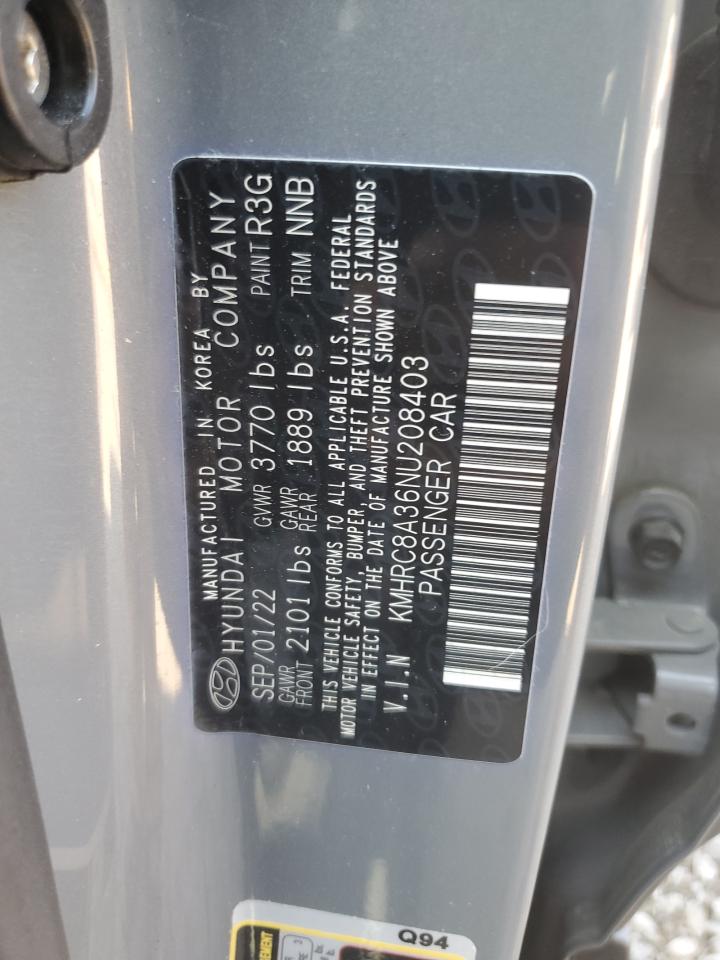 MANUFACTURED IN KOREA BY
HYUNDAI MOTOR COMPANY
SEP/01/22 GVWR 3770 lbs PAINT R3G
GAWR FRONT 2101 lbs GAWR REAR 1889 lbs TRIM NNB
THIS VEHICLE CONFORMS TO ALL APPLICABLE U.S.A. FEDERAL
MOTOR VEHICLE SAFETY, BUMPER, AND THEFT PREVENTION STANDARDS
IN EFFECT ON THE DATE OF MANUFACTURE SHOWN ABOVE
V.I.N KMHRC8A36NU208403
PASSENGER CAR
Q94